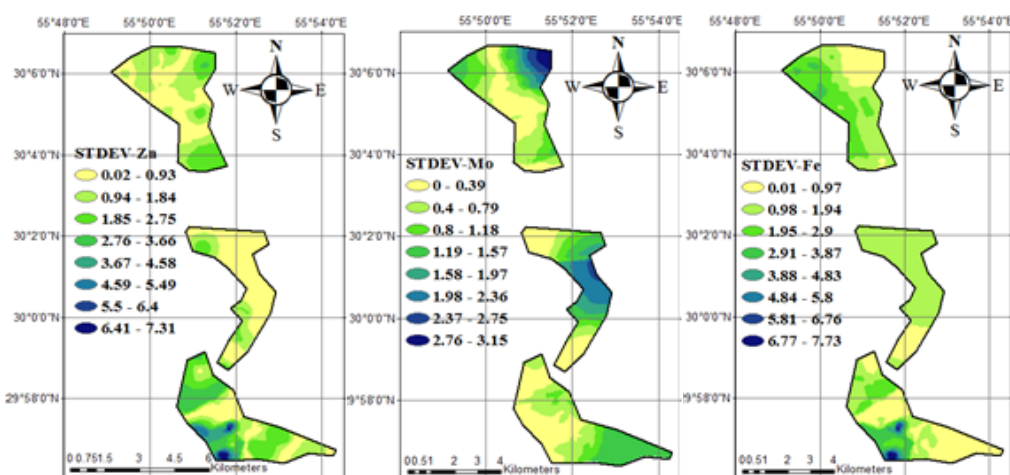 55°48'0"E 55°50'0"E 55°52'0"E 55°54'0"E
30°6'0"N
30°4'0"N
30°2'0"N
30°0'0"N
29°58'0"N
N
W E
S
STDEV-Zn
0.02 - 0.93
0.94 - 1.84
1.85 - 2.75
2.76 - 3.66
3.67 - 4.58
4.59 - 5.49
5.5 - 6.4
6.41 - 7.31
0 0.751.5 3 4.5 6
Kilometers
55°50'0"E 55°52'0"E 55°54'0"E
30°6'0"N
30°4'0"N
30°2'0"N
30°0'0"N
9°58'0"N
N
W E
S
STDEV-Mo
0 - 0.39
0.4 - 0.79
0.8 - 1.18
1.19 - 1.57
1.58 - 1.97
1.98 - 2.36
2.37 - 2.75
2.76 - 3.15
0 0.51 2 3 4
Kilometers
55°50'0"E 55°52'0"E 55°54'0"E
30°6'0"N
30°4'0"N
30°2'0"N
30°0'0"N
29°58'0"N
N
W E
S
STDEV-Fe
0.01 - 0.97
0.98 - 1.94
1.95 - 2.9
2.91 - 3.87
3.88 - 4.83
4.84 - 5.8
5.81 - 6.76
6.77 - 7.73
0 0.51 2 3 4
Kilometers